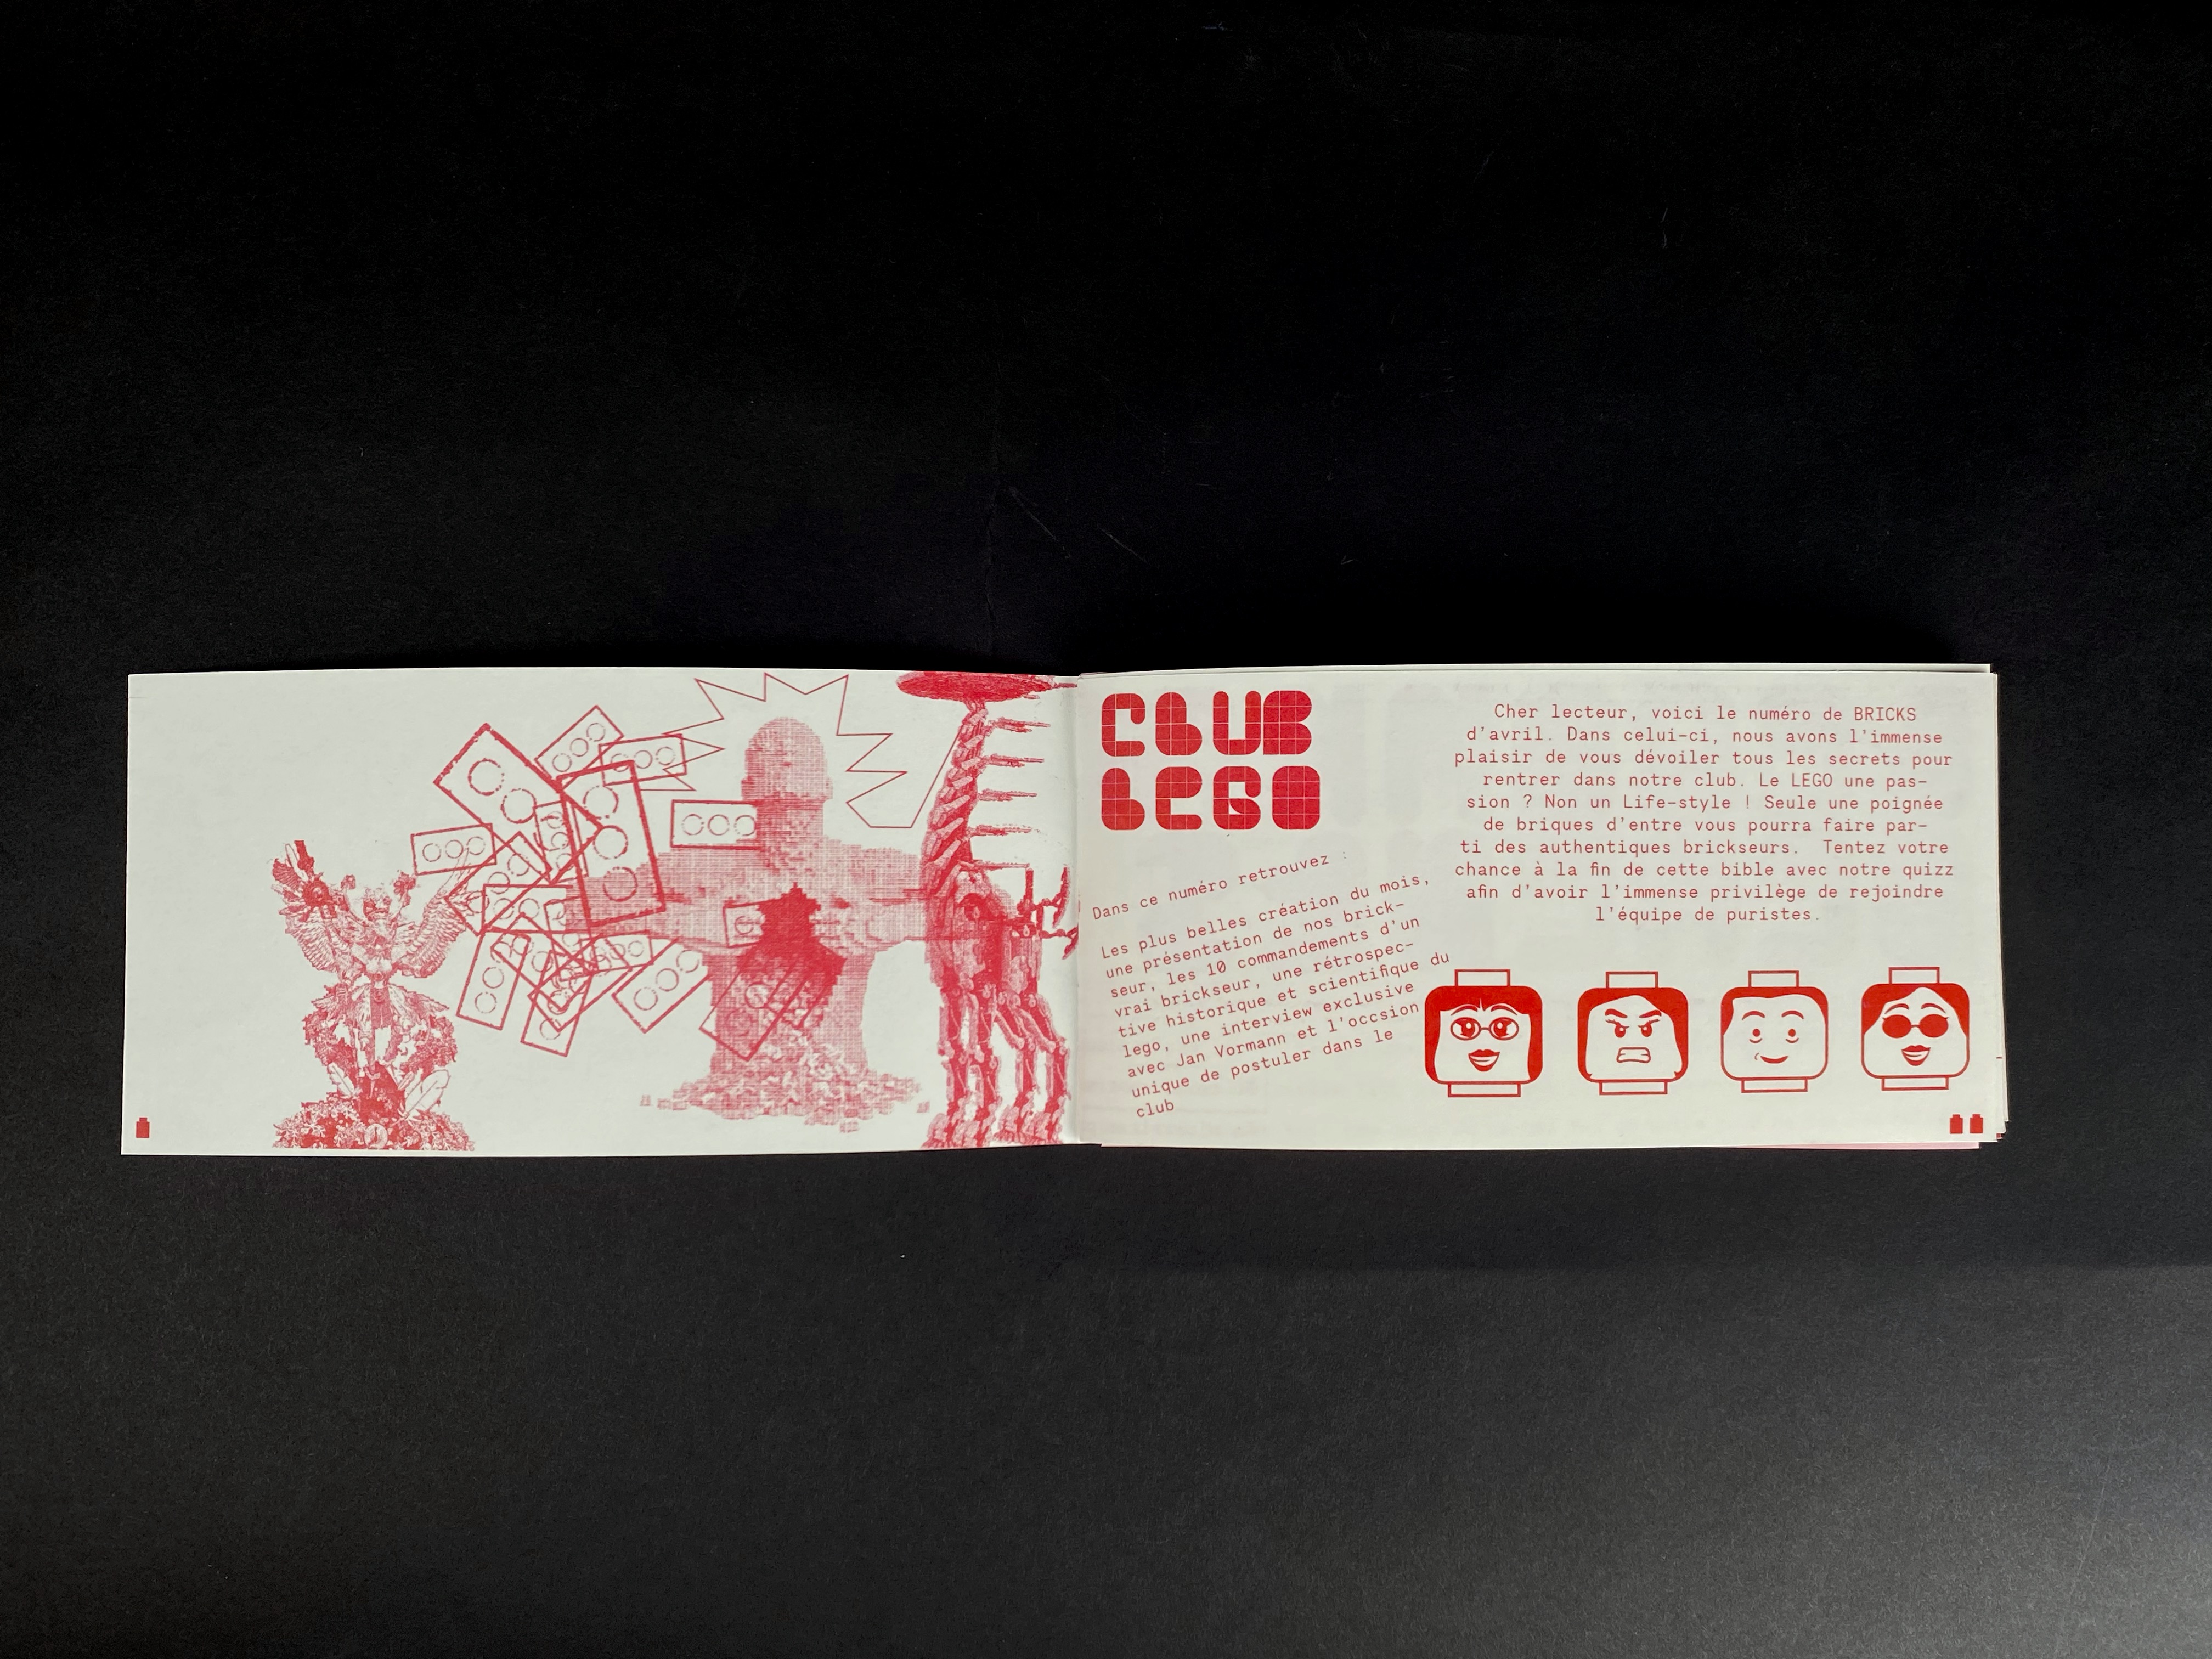 CLUB
LEGO
Dans ce numéro retrouvez :
Les plus belles création du mois,
une présentation de nos brick-
seur, les 10 commandements d'un
vrai brickseur, une rétrospec-
tive historique et scientifique du
lego, une interview exclusive
avec Jan Vormann et l'occsion
unique de postuler dans le
club
Cher lecteur, voici le numéro de BRICKS
d'avril. Dans celui-ci, nous avons l'immense
plaisir de vous dévoiler tous les secrets pour
rentrer dans notre club. Le LEGO une pas-
sion ? Non un Life-style ! Seule une poignée
de briques d'entre vous pourra faire par-
ti des authentiques brickseurs. Tentez votre
chance à la fin de cette bible avec notre quizz
afin d'avoir l'immense privilège de rejoindre
l'équipe de puristes.